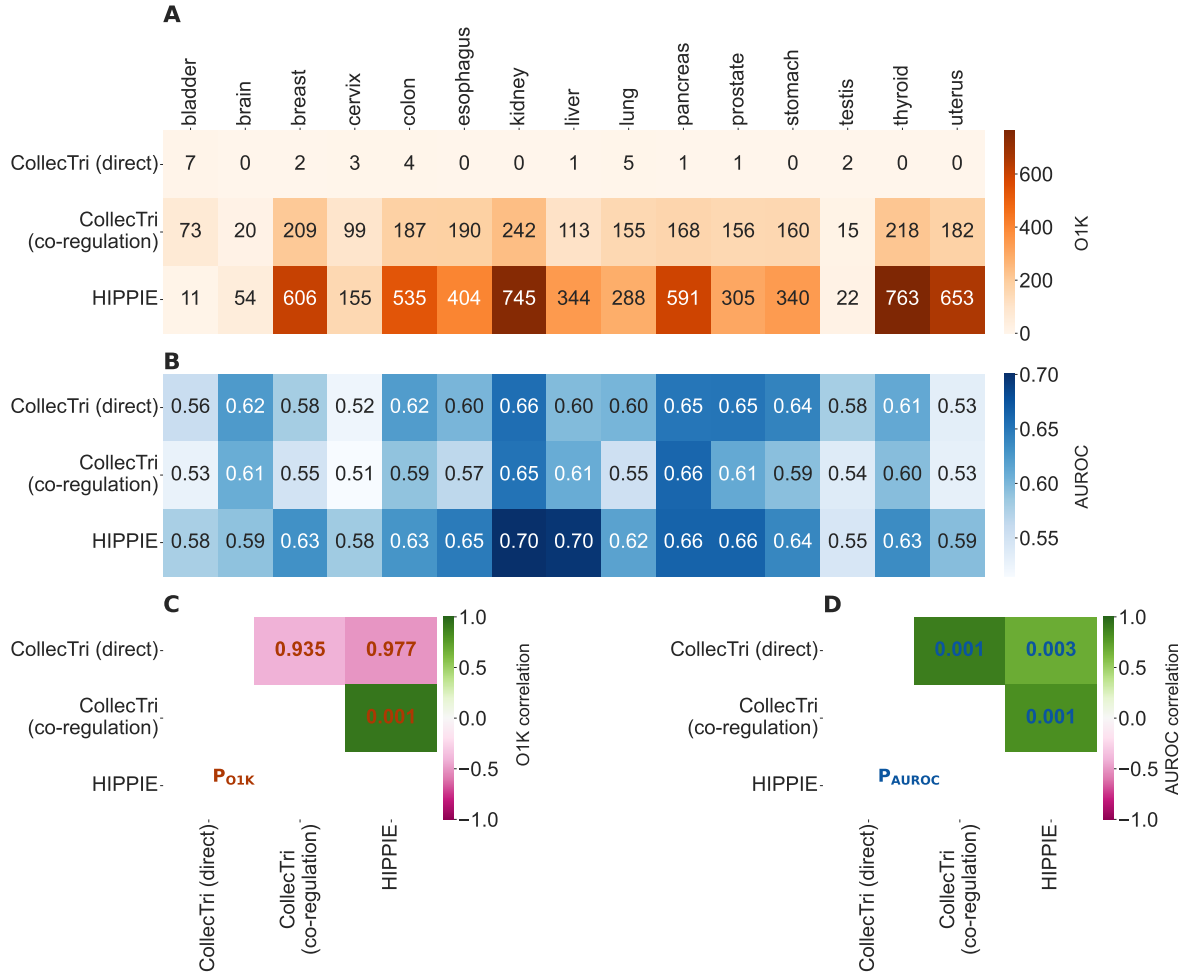 A
bladder brain breast cervix colon esophagus kidney liver lung pancreas prostate stomach testis thyroid uterus
CollecTri (direct) 7 0 2 3 4 0 0 1 5 1 1 0 2 0 0
CollecTri
(co-regulation) 73 20 209 99 187 190 242 113 155 168 156 160 15 218 182
HIPPIE 11 54 606 155 535 404 745 344 288 591 305 340 22 763 653
600
400
200
0
O1K
B
CollecTri (direct) 0.56 0.62 0.58 0.52 0.62 0.60 0.66 0.60 0.60 0.65 0.65 0.64 0.58 0.61 0.53
CollecTri
(co-regulation) 0.53 0.61 0.55 0.51 0.59 0.57 0.65 0.61 0.55 0.66 0.61 0.59 0.54 0.60 0.53
HIPPIE 0.58 0.59 0.63 0.58 0.63 0.65 0.70 0.70 0.62 0.66 0.66 0.64 0.55 0.63 0.59
0.70
0.65
0.60
0.55
AUROC
C
CollecTri (direct) 0.935 0.977
CollecTri
(co-regulation) 0.001
HIPPIE
P_O1K
CollecTri (direct)
CollecTri
(co-regulation)
HIPPIE
1.0
0.5
0.0
−0.5
−1.0
O1K correlation
D
CollecTri (direct) 0.001 0.003
CollecTri
(co-regulation) 0.001
HIPPIE
P_AUROC
CollecTri (direct)
CollecTri
(co-regulation)
HIPPIE
1.0
0.5
0.0
−0.5
−1.0
AUROC correlation